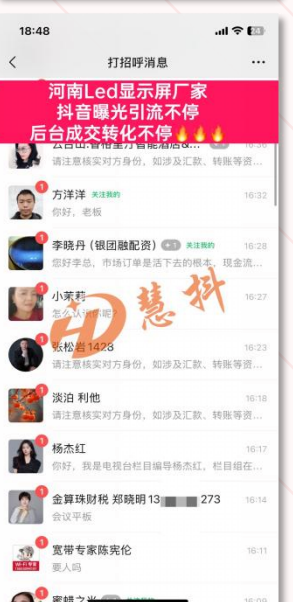 18:48
打招呼消息
河南Led显示屏厂家
抖音曝光引流不停
后台成交转化不停🔥🔥🔥
16:36
请注意核实对方身份，如涉及汇款、转账等资...
方洋洋 关注我的 16:32
你好，老板
李晓丹（银团融配资） +1 关注我的 16:28
你好李总，市场订单是活下去的根本，现金流...
小茉莉 16:27
怎么认识你呢？
慧抖
张松岩1428 16:23
请注意核实对方身份，如涉及汇款、转账等资...
淡泊 利他 16:18
请注意核实对方身份，如涉及汇款、转账等资...
杨杰红 16:17
你好，我是电视台栏目编导杨杰红，栏目组在...
金算珠财税 郑晓明 13 273 16:14
会议平板
宽带专家陈宪伦 16:11
要人吗
16:09